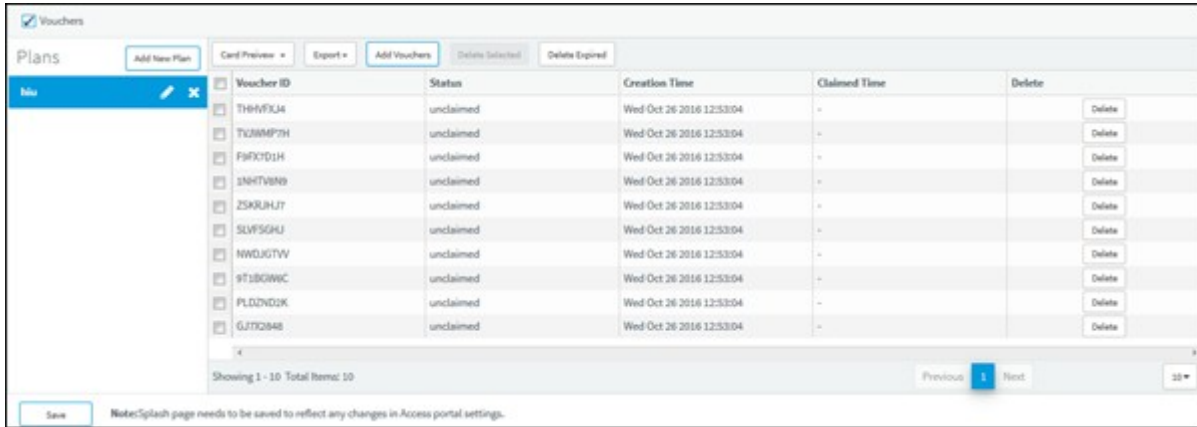 Vouchers
Plans
Add New Plan
Card Preivew
Export
Add Vouchers
Delete Selected
Delete Expired
hiu
Voucher ID Status Creation Time Claimed Time Delete
THHVFXJ4 unclaimed Wed Oct 26 2016 12:53:04 - Delete
TVJWMP7H unclaimed Wed Oct 26 2016 12:53:04 - Delete
F9FX7D1H unclaimed Wed Oct 26 2016 12:53:04 - Delete
1NHTV8N9 unclaimed Wed Oct 26 2016 12:53:04 - Delete
ZSKRJHJ7 unclaimed Wed Oct 26 2016 12:53:04 - Delete
SLVFSGHJ unclaimed Wed Oct 26 2016 12:53:04 - Delete
NWDJGTVV unclaimed Wed Oct 26 2016 12:53:04 - Delete
9T1BGW6C unclaimed Wed Oct 26 2016 12:53:04 - Delete
PLDZND2K unclaimed Wed Oct 26 2016 12:53:04 - Delete
GJ7X2848 unclaimed Wed Oct 26 2016 12:53:04 - Delete
Showing 1 - 10 Total Items: 10
Previous 1 Next
10
Save
Note:Splash page needs to be saved to reflect any changes in Access portal settings.